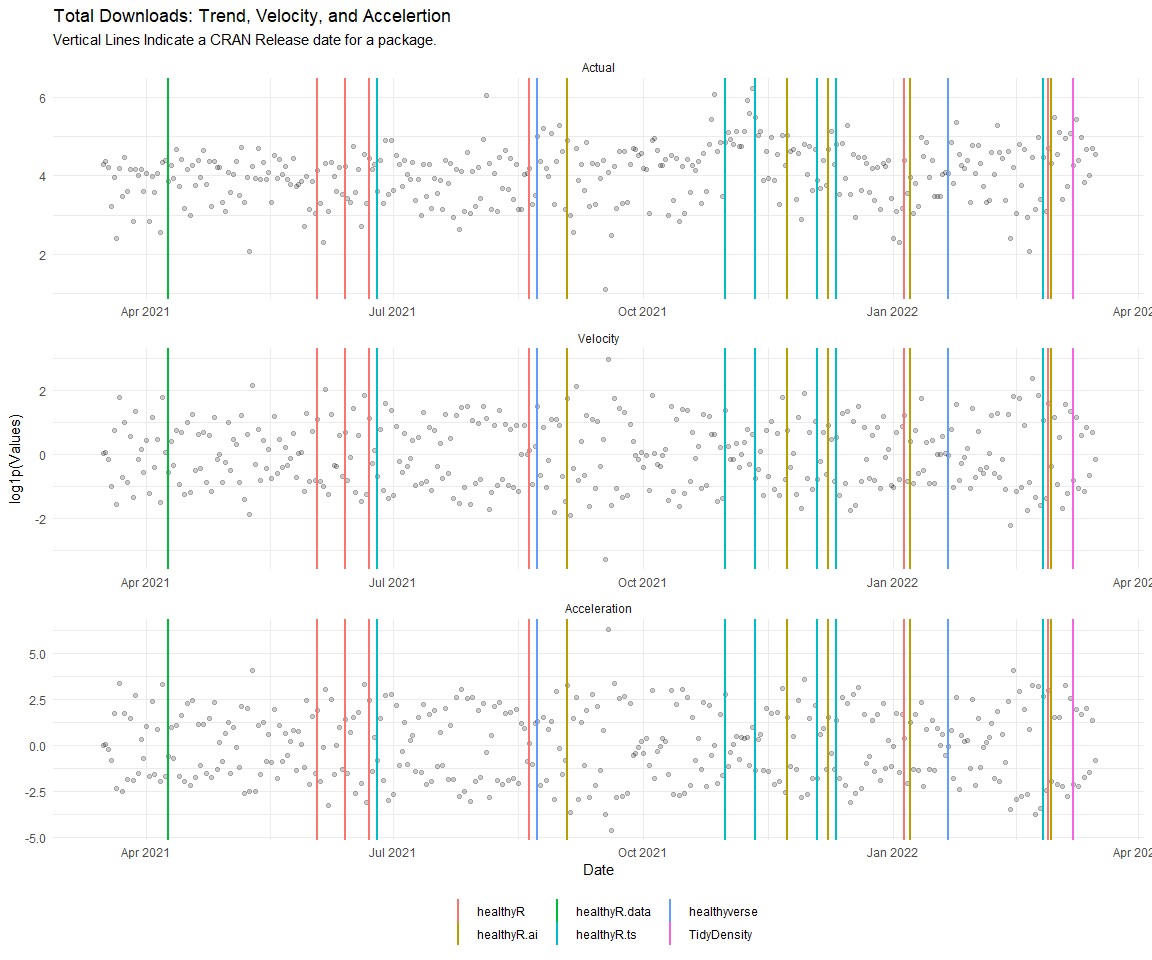 Total Downloads: Trend, Velocity, and Accelertion
Vertical Lines Indicate a CRAN Release date for a package.
Actual
6
4
2
Apr 2021 Jul 2021 Oct 2021 Jan 2022 Apr 202
Velocity
2
0
-2
Apr 2021 Jul 2021 Oct 2021 Jan 2022 Apr 202
log1p(Values)
Acceleration
5.0
2.5
0.0
-2.5
-5.0
Apr 2021 Jul 2021 Oct 2021 Jan 2022 Apr 202
Date
healthyR healthyR.data healthyverse
healthyR.ai healthyR.ts TidyDensity